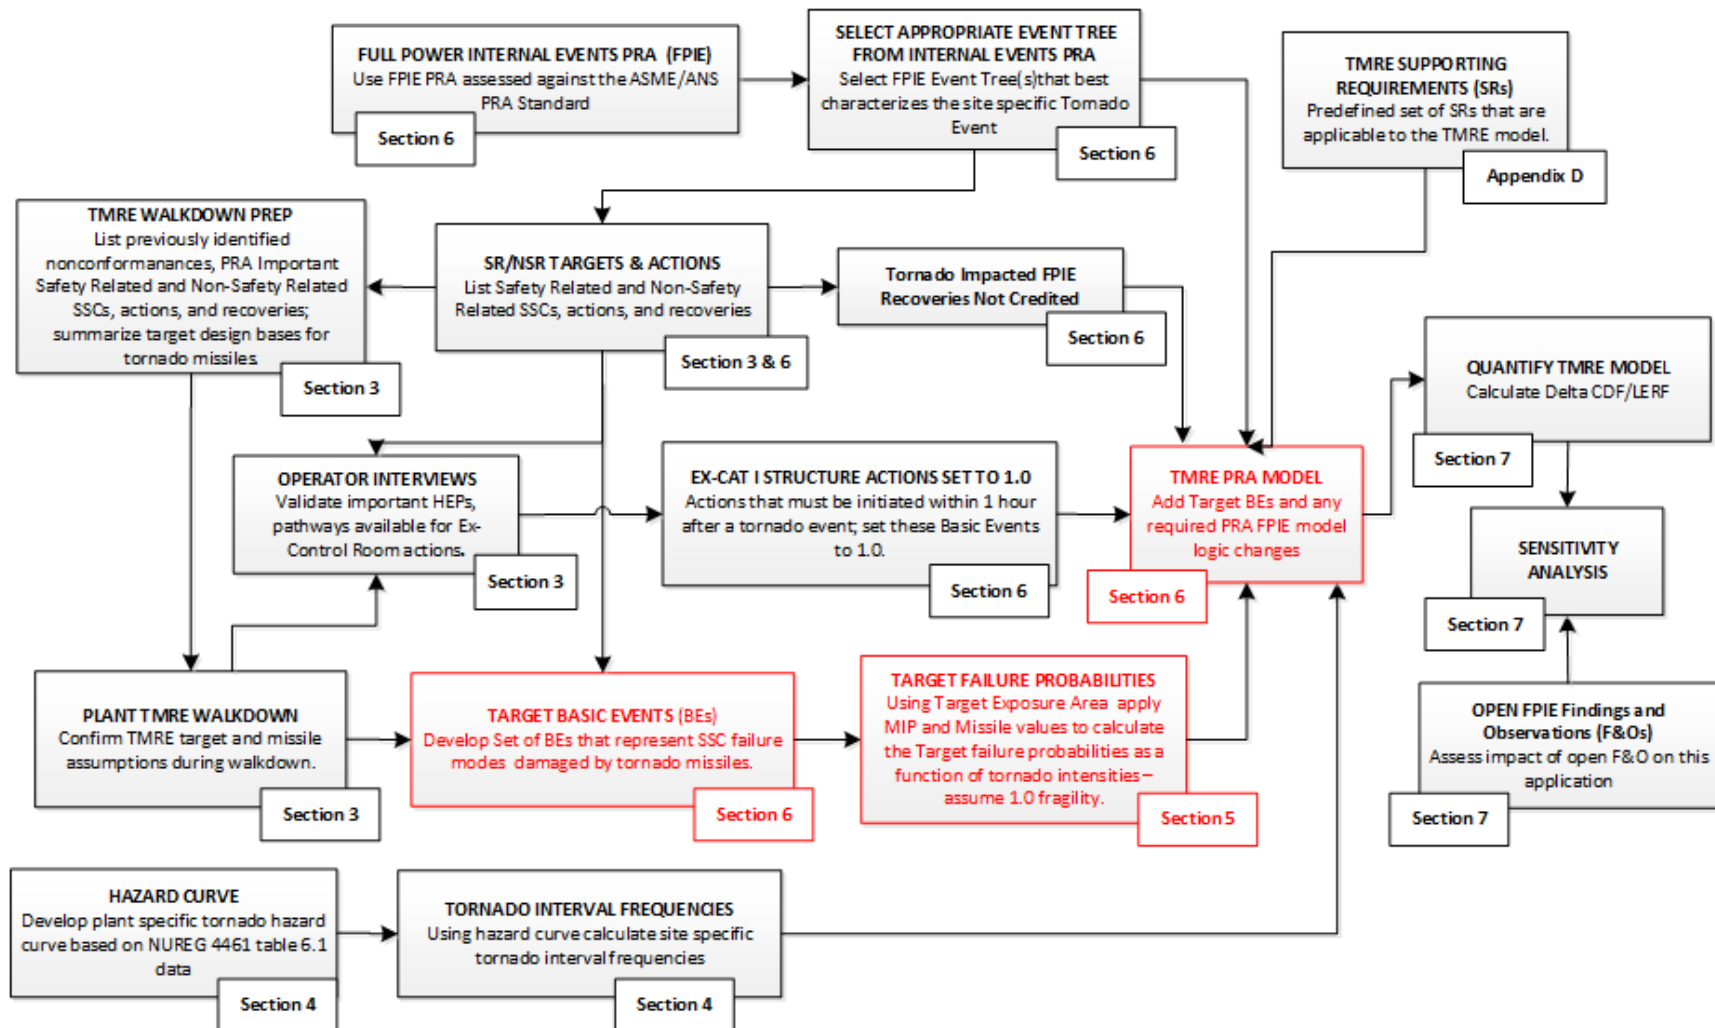 FULL POWER INTERNAL EVENTS PRA (FPIE)
Use FPIE PRA assessed against the ASME/ANS
PRA Standard
Section 6
SELECT APPROPRIATE EVENT TREE
FROM INTERNAL EVENTS PRA
Select FPIE Event Tree(s)that best
characterizes the site specific Tornado
Event
Section 6
TMRE SUPPORTING
REQUIREMENTS (SRs)
Predefined set of SRs that are
applicable to the TMRE model.
Appendix D
TMRE WALKDOWN PREP
List previously identified
nonconformanances, PRA Important
Safety Related and Non-Safety Related
SSCs, actions, and recoveries;
summarize target design bases for
tornado missiles.
Section 3
SR/NSR TARGETS & ACTIONS
List Safety Related and Non-Safety
Related SSCs, actions, and recoveries
Section 3 & 6
Tornado Impacted FPIE
Recoveries Not Credited
Section 6
QUANTIFY TMRE MODEL
Calculate Delta CDF/LERF
Section 7
OPERATOR INTERVIEWS
Validate important HEPs,
pathways available for Ex-
Control Room actions.
Section 3
EX-CAT I STRUCTURE ACTIONS SET TO 1.0
Actions that must be initiated within 1 hour
after a tornado event; set these Basic Events
to 1.0.
Section 6
TMRE PRA MODEL
Add Target BEs and any
required PRA FPIE model
logic changes
Section 6
SENSITIVITY
ANALYSIS
Section 7
PLANT TMRE WALKDOWN
Confirm TMRE target and missile
assumptions during walkdown.
Section 3
TARGET BASIC EVENTS (BEs)
Develop Set of BEs that represent SSC failure
modes damaged by tornado missiles.
Section 6
TARGET FAILURE PROBABILITIES
Using Target Exposure Area apply
MIP and Missile values to calculate
the Target failure probabilities as a
function of tornado intensities –
assume 1.0 fragility.
Section 5
OPEN FPIE Findings and
Observations (F&Os)
Assess impact of open F&O on this
application
Section 7
HAZARD CURVE
Develop plant specific tornado hazard
curve based on NUREG 4461 table 6.1
data
Section 4
TORNADO INTERVAL FREQUENCIES
Using hazard curve calculate site specific
tornado interval frequencies
Section 4